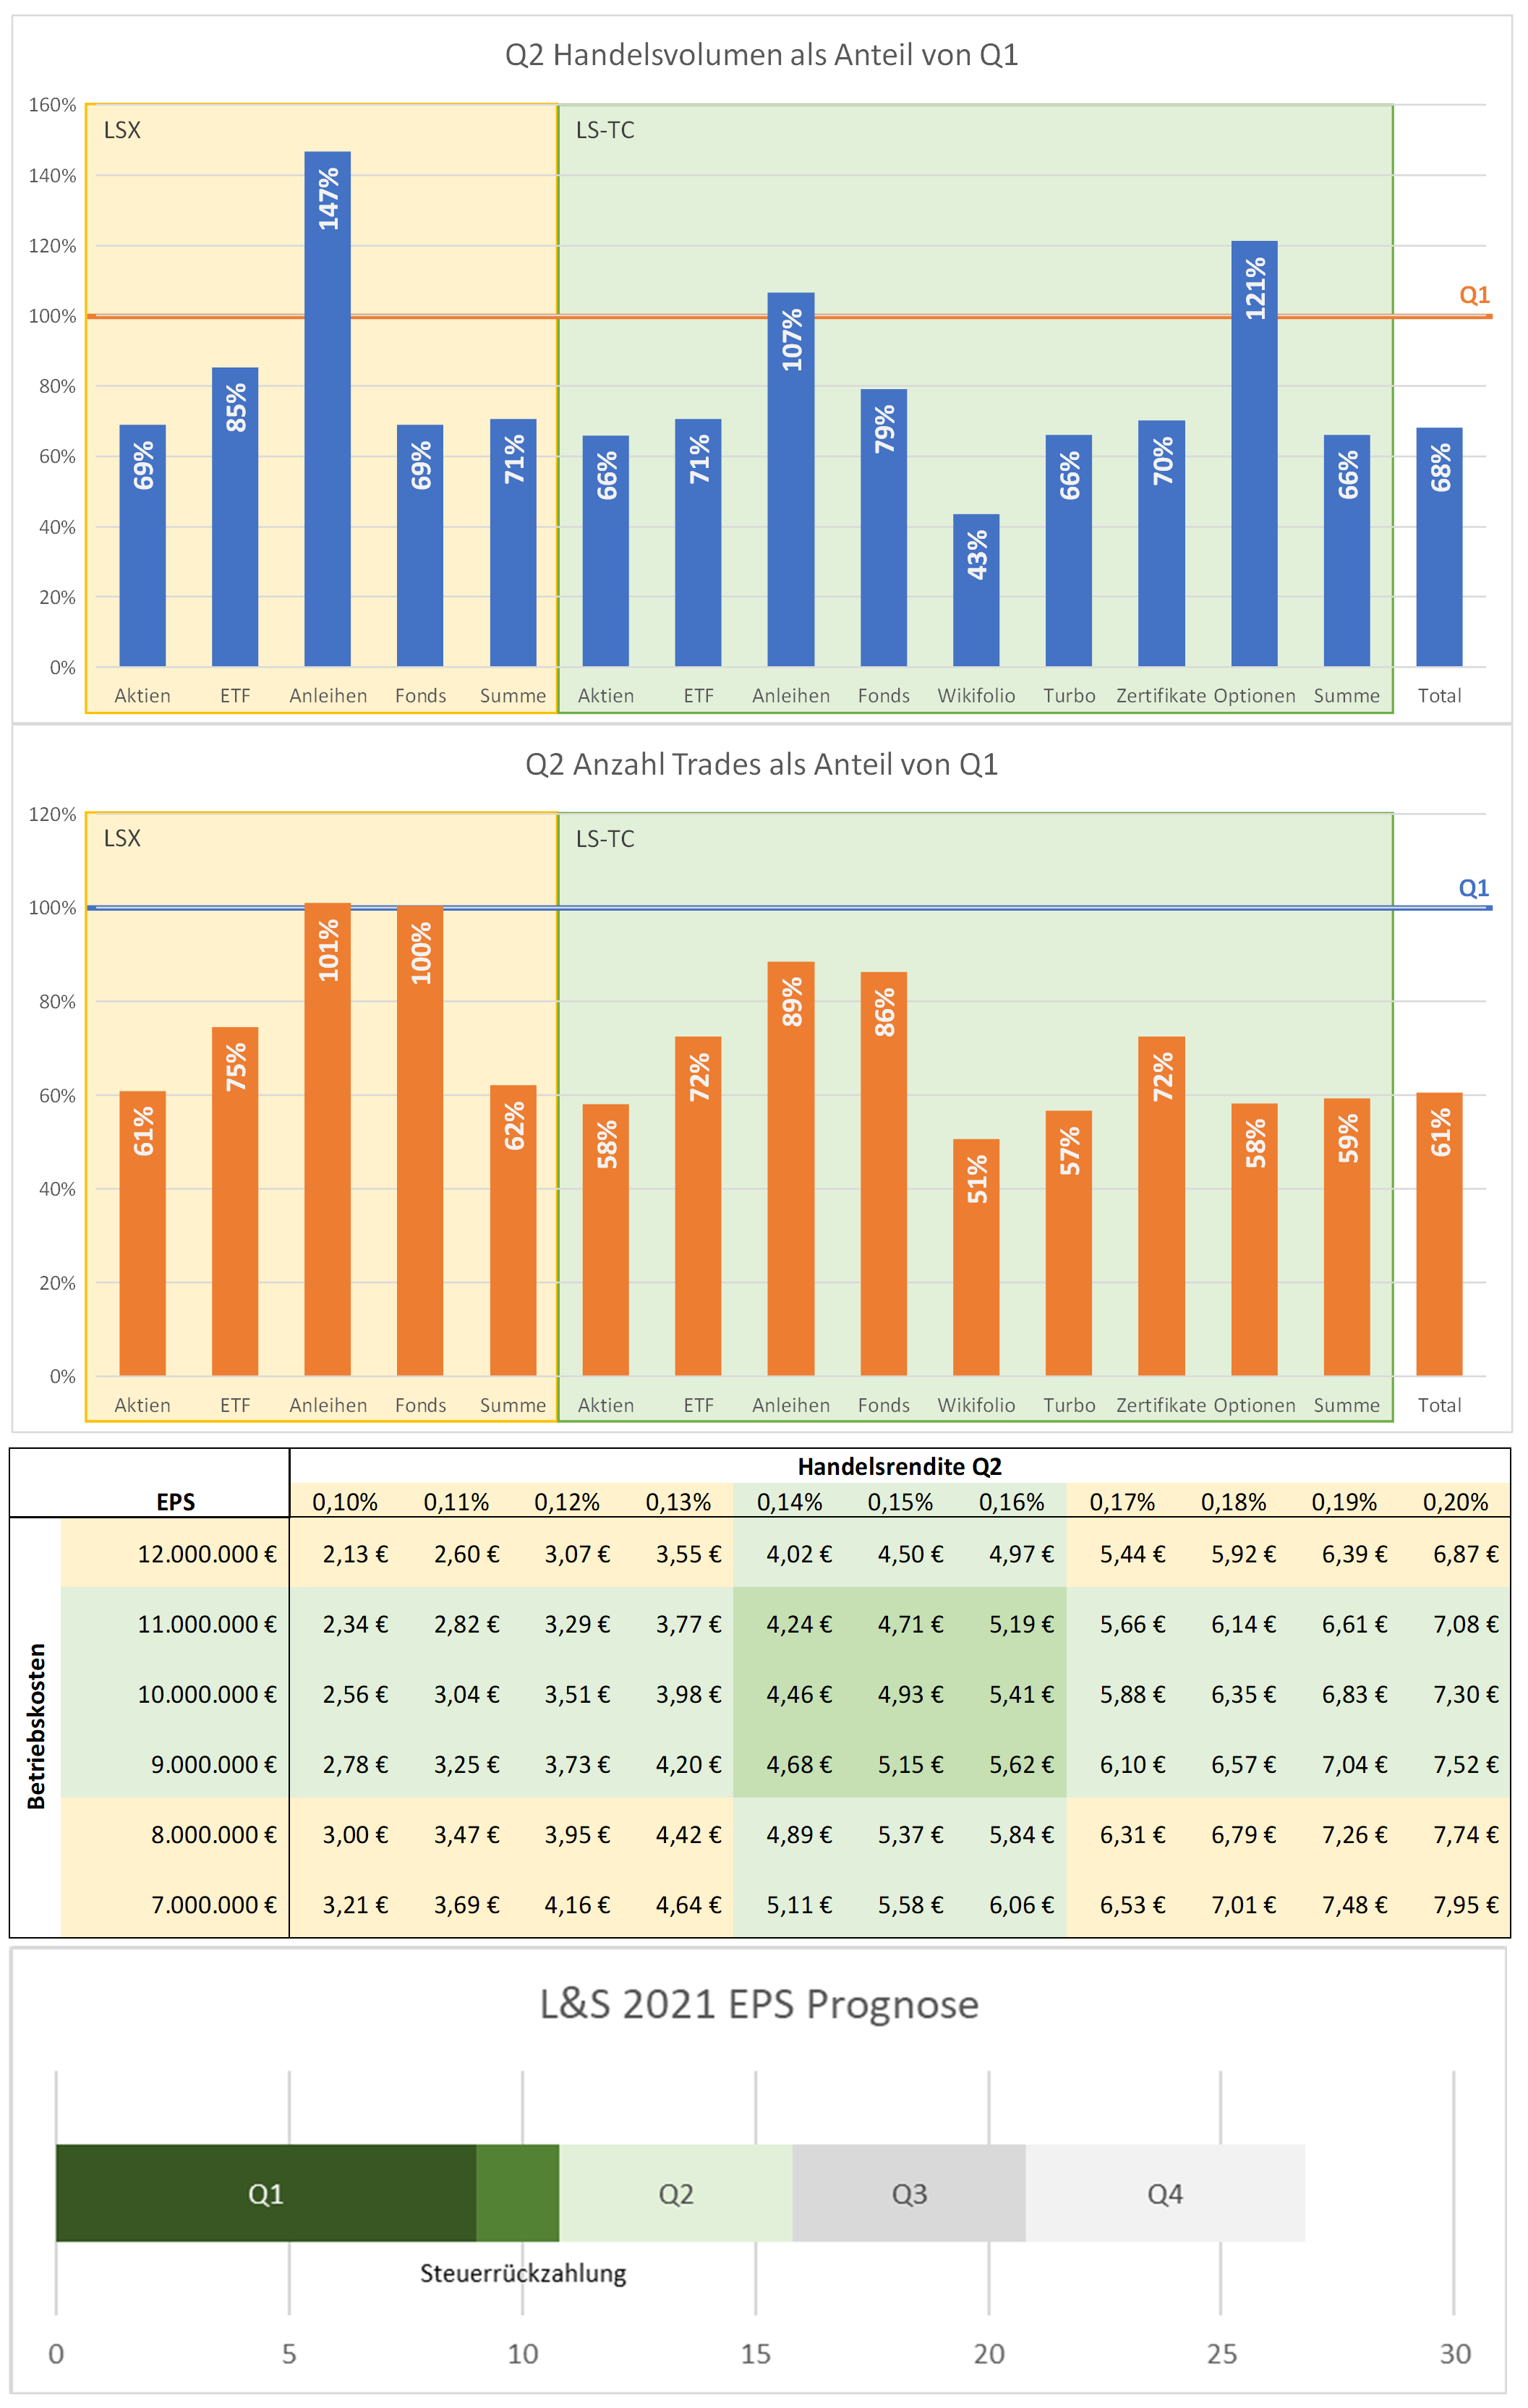 Q2 Handelsvolumen als Anteil von Q1
160%
LSX
LS-TC
140%
120%
100%
80%
60%
40%
20%
0%
Q1
69%
85%
147%
69%
71%
66%
71%
107%
79%
43%
66%
70%
121%
66%
68%
Aktien ETF Anleihen Fonds Summe Aktien ETF Anleihen Fonds Wikifolio Turbo Zertifikate Optionen Summe Total
Q2 Anzahl Trades als Anteil von Q1
120%
LSX
LS-TC
100%
80%
60%
40%
20%
0%
Q1
61%
75%
101%
100%
62%
58%
72%
89%
86%
51%
57%
72%
58%
59%
61%
Aktien ETF Anleihen Fonds Summe Aktien ETF Anleihen Fonds Wikifolio Turbo Zertifikate Optionen Summe Total
Handelsrendite Q2
EPS 0,10% 0,11% 0,12% 0,13% 0,14% 0,15% 0,16% 0,17% 0,18% 0,19% 0,20%
Betriebskosten
12.000.000 € 2,13 € 2,60 € 3,07 € 3,55 € 4,02 € 4,50 € 4,97 € 5,44 € 5,92 € 6,39 € 6,87 €
11.000.000 € 2,34 € 2,82 € 3,29 € 3,77 € 4,24 € 4,71 € 5,19 € 5,66 € 6,14 € 6,61 € 7,08 €
10.000.000 € 2,56 € 3,04 € 3,51 € 3,98 € 4,46 € 4,93 € 5,41 € 5,88 € 6,35 € 6,83 € 7,30 €
9.000.000 € 2,78 € 3,25 € 3,73 € 4,20 € 4,68 € 5,15 € 5,62 € 6,10 € 6,57 € 7,04 € 7,52 €
8.000.000 € 3,00 € 3,47 € 3,95 € 4,42 € 4,89 € 5,37 € 5,84 € 6,31 € 6,79 € 7,26 € 7,74 €
7.000.000 € 3,21 € 3,69 € 4,16 € 4,64 € 5,11 € 5,58 € 6,06 € 6,53 € 7,01 € 7,48 € 7,95 €
L&S 2021 EPS Prognose
Q1 Q2 Q3 Q4
Steuerrückzahlung
0 5 10 15 20 25 30